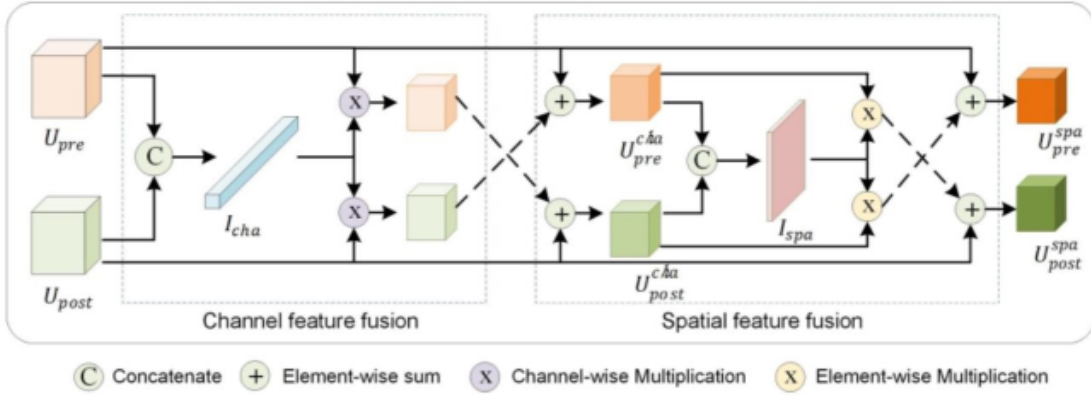 U_pre
C
I_cha
U_post
x
x
+
+
U_pre^cha
C
U_post^cha
I_spa
x
x
+
+
U_pre^spa
U_post^spa
Channel feature fusion
Spatial feature fusion
C Concatenate + Element-wise sum x Channel-wise Multiplication x Element-wise Multiplication